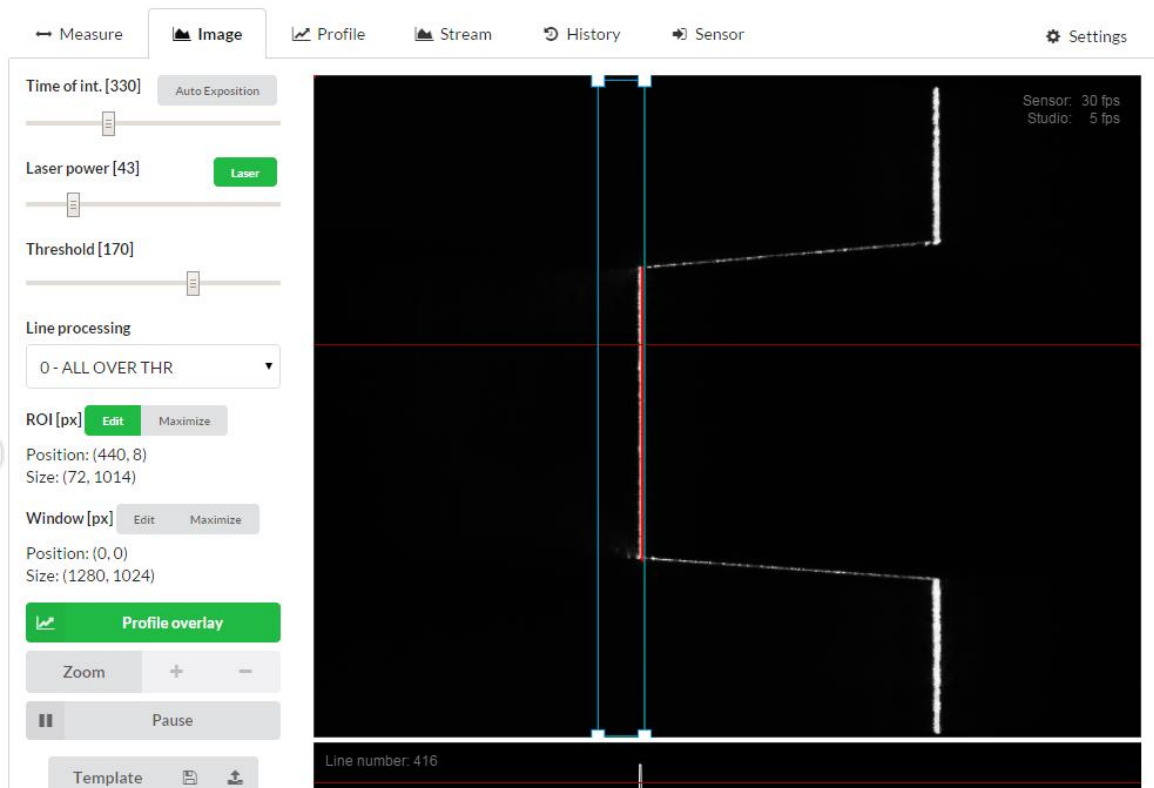 Measure Image Profile Stream History Sensor Settings
Time of int. [330] Auto Exposition
Sensor: 30 fps
Studio: 5 fps
Laser power [43] Laser
Threshold [170]
Line processing
0 - ALL OVER THR
ROI [px] Edit Maximize
Position: (440, 8)
Size: (72, 1014)
Window [px] Edit Maximize
Position: (0, 0)
Size: (1280, 1024)
Profile overlay
Zoom + −
Pause
Line number: 416
Template